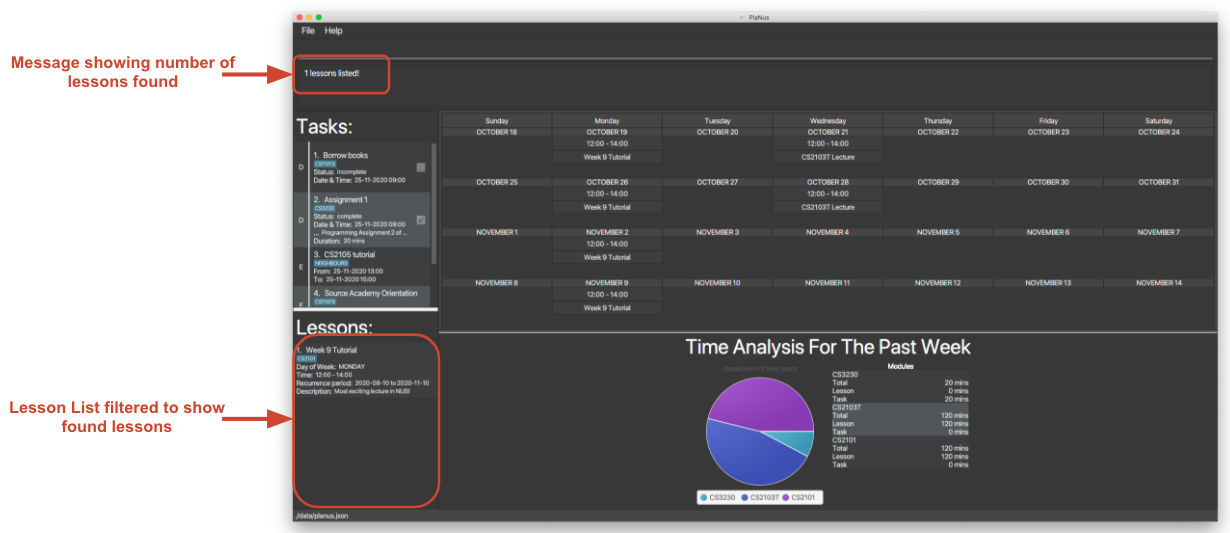 PlaNus
File Help
Message showing number of
lessons found
1 lessons listed!
Tasks:
1. Borrow books
CS1101S
Status: incomplete
Date & Time: 25-11-2020 09:00
D
2. Assignment 1
CS3230
Status: complete
Date & Time: 25-11-2020 09:00
... Programming Assignment 2 of ...
Duration: 20 mins
D
3. CS2105 tutorial
NEIGHBOURS
From: 25-11-2020 13:00
To: 25-11-2020 15:00
E
4. Source Academy Orientation
CS1101S
Sunday Monday Tuesday Wednesday Thursday Friday Saturday
OCTOBER 18 OCTOBER 19 OCTOBER 20 OCTOBER 21 OCTOBER 22 OCTOBER 23 OCTOBER 24
12:00 - 14:00 12:00 - 14:00
Week 9 Tutorial CS2103T Lecture
OCTOBER 25 OCTOBER 26 OCTOBER 27 OCTOBER 28 OCTOBER 29 OCTOBER 30 OCTOBER 31
12:00 - 14:00 12:00 - 14:00
Week 9 Tutorial CS2103T Lecture
NOVEMBER 1 NOVEMBER 2 NOVEMBER 3 NOVEMBER 4 NOVEMBER 5 NOVEMBER 6 NOVEMBER 7
12:00 - 14:00
Week 9 Tutorial
NOVEMBER 8 NOVEMBER 9 NOVEMBER 10 NOVEMBER 11 NOVEMBER 12 NOVEMBER 13 NOVEMBER 14
12:00 - 14:00
Week 9 Tutorial
Lessons:
1. Week 9 Tutorial
CS2101
Day of Week: MONDAY
Time: 12:00 - 14:00
Recurrence period: 2020-08-10 to 2020-11-10
Description: Most exciting lecture in NUS!
Lesson List filtered to show
found lessons
Time Analysis For The Past Week
Breakdown of time spent
CS3230 CS2103T CS2101
Modules
CS3230
Total 20 mins
Lesson 0 mins
Task 20 mins
CS2103T
Total 120 mins
Lesson 120 mins
Task 0 mins
CS2101
Total 120 mins
Lesson 120 mins
Task 0 mins
/data/planus.json